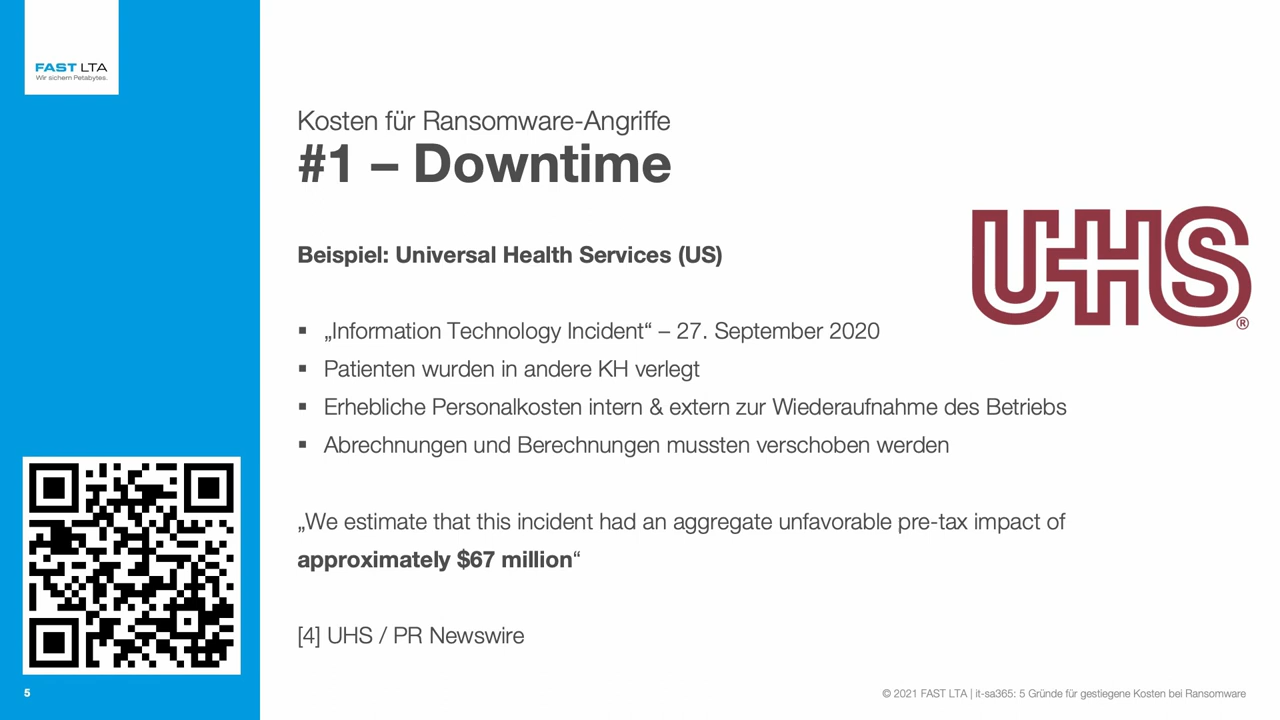 FAST LTA
Wir sichern Petabytes.
Kosten für Ransomware-Angriffe
#1 – Downtime
UHS
®
Beispiel: Universal Health Services (US)
▪ „Information Technology Incident“ – 27. September 2020
▪ Patienten wurden in andere KH verlegt
▪ Erhebliche Personalkosten intern & extern zur Wiederaufnahme des Betriebs
▪ Abrechnungen und Berechnungen mussten verschoben werden
„We estimate that this incident had an aggregate unfavorable pre-tax impact of
approximately $67 million“
[4] UHS / PR Newswire
5
© 2021 FAST LTA | it-sa365: 5 Gründe für gestiegene Kosten bei Ransomware